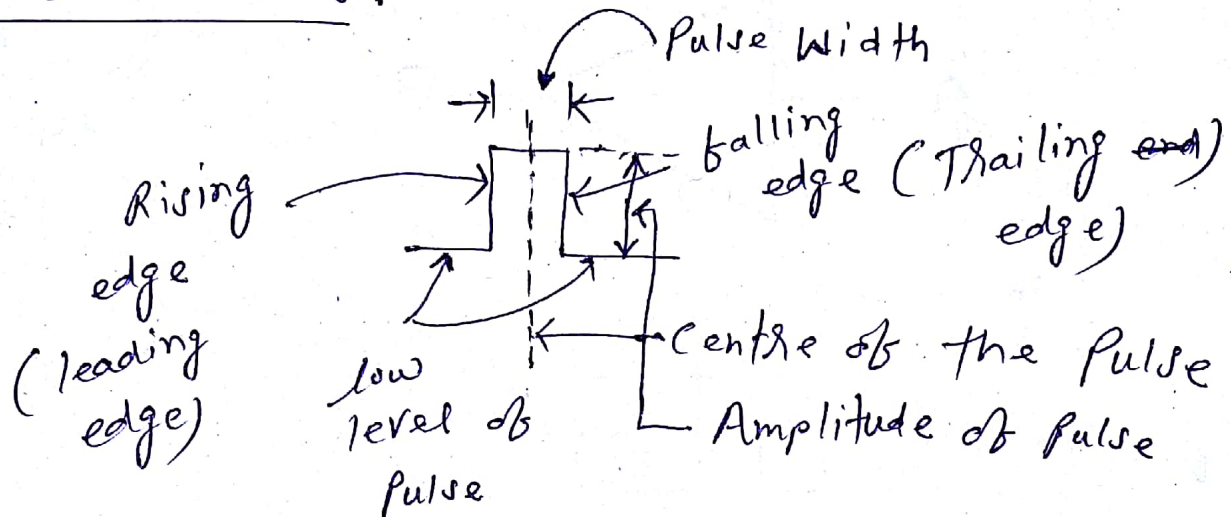 Pulse Width
falling
edge (Trailing end)
edge)
Rising
edge
(leading
edge)
low
level of
Pulse
Centre of the Pulse
Amplitude of Pulse